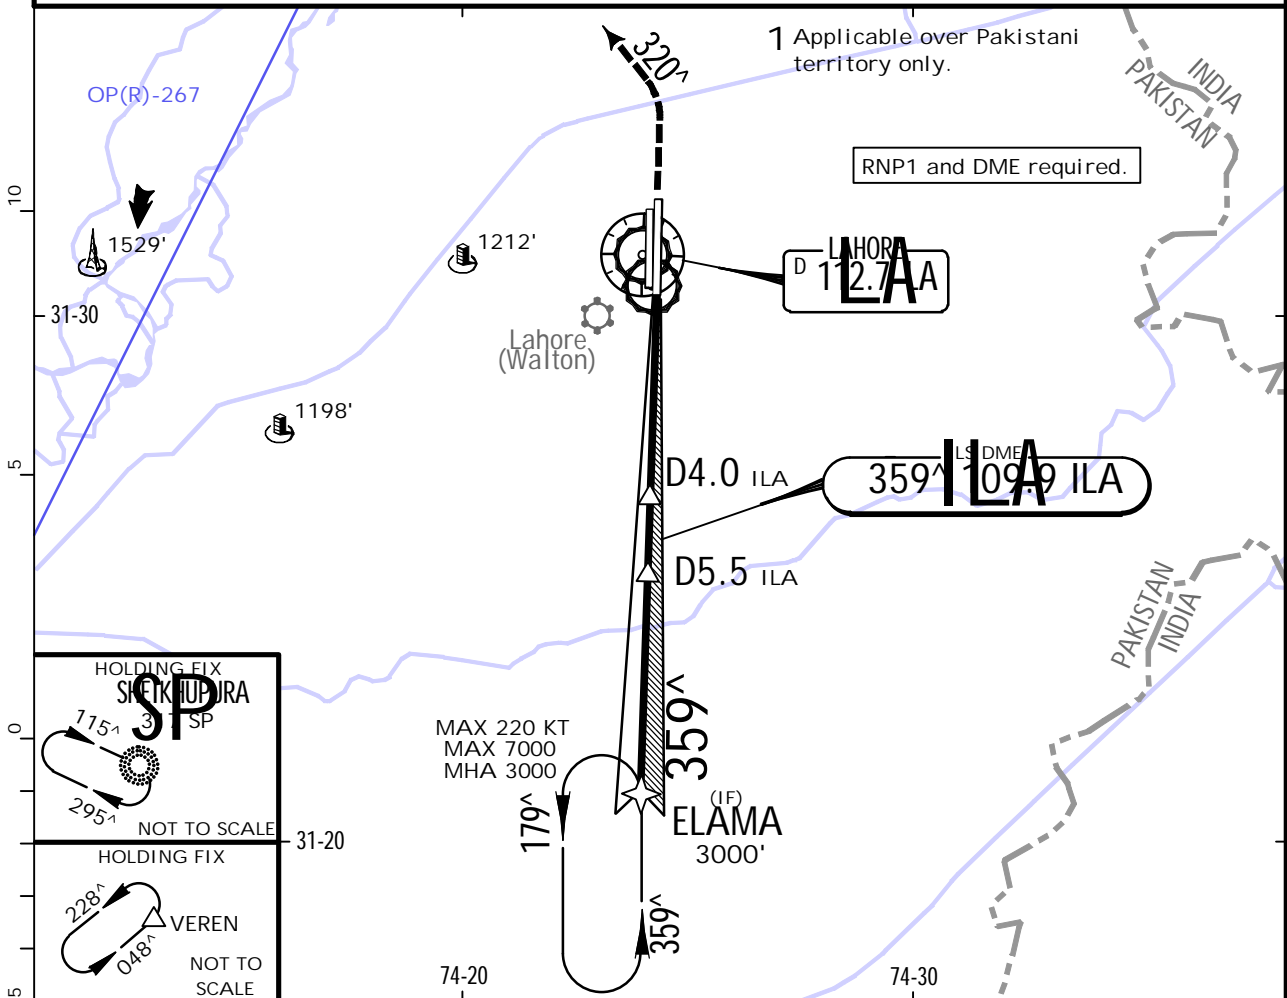 1 Applicable over Pakistani
territory only.
320^
OP(R)-267
INDIA
PAKISTAN
RNP1 and DME required.
10
1529'
1212'
LAHORE
D 112.7 LA
LA
31-30
Lahore
(Walton)
1198'
5
D4.0 ILA
ILS DME
359^ 109.9 ILA
ILA
D5.5 ILA
PAKISTAN
INDIA
HOLDING FIX
SHEIKHUPURA
SP
SP
115^
295^
NOT TO SCALE
0
MAX 220 KT
MAX 7000
MHA 3000
359^
(IF)
ELAMA
3000'
179^
31-20
HOLDING FIX
228^
VEREN
048^
NOT TO
SCALE
359^
74-20
74-30
5